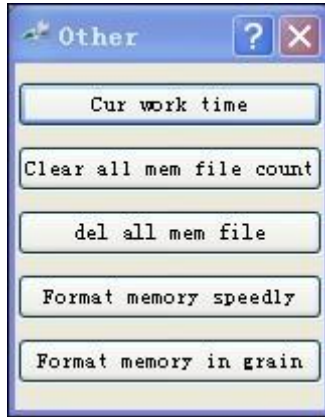 Other
Cur work time
Clear all mem file count
del all mem file
Format memory speedly
Format memory in grain